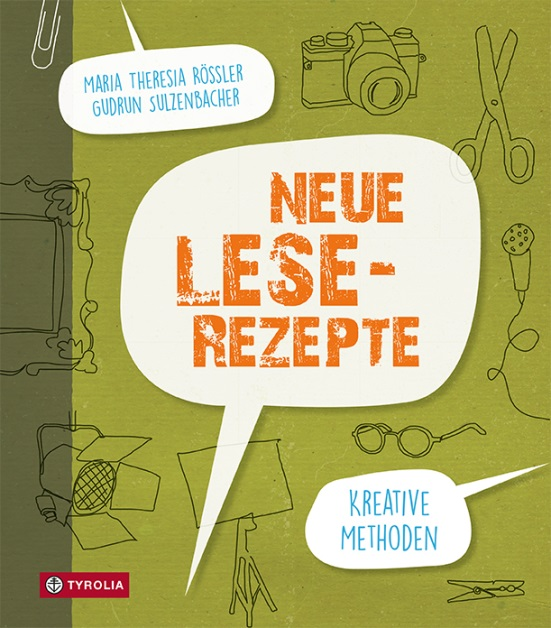 MARIA THERESIA RÖSSLER
GUDRUN SULZENBACHER
NEUE
LESE-
REZEPTE
KREATIVE
METHODEN
TYROLIA